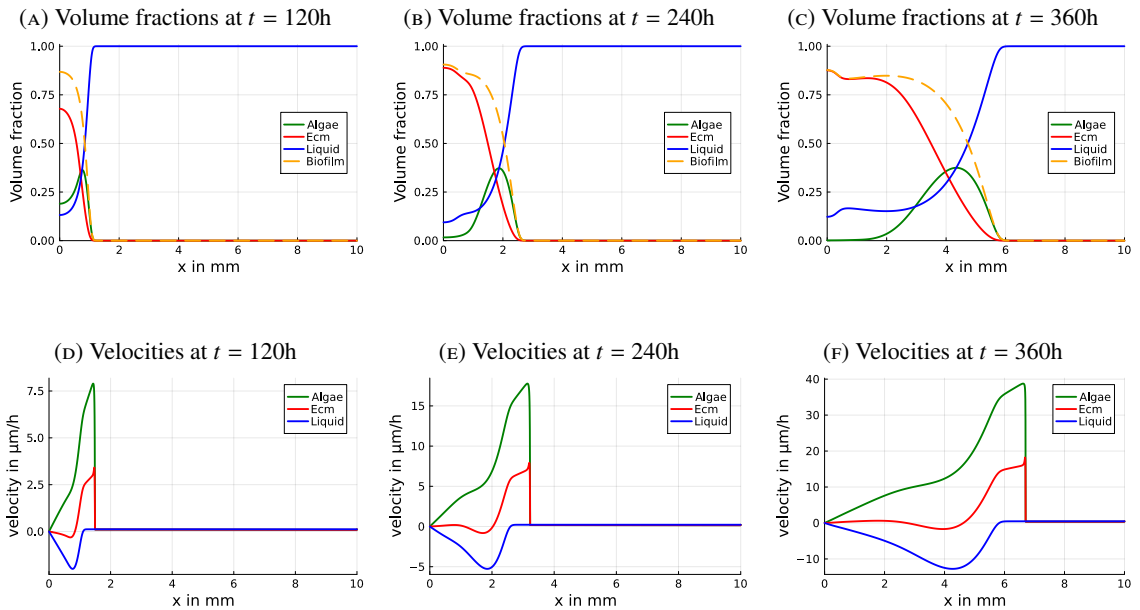 (A) Volume fractions at t = 120h
(B) Volume fractions at t = 240h
(C) Volume fractions at t = 360h
Volume fraction
1.00
0.75
0.50
0.25
0.00
0
2
4
6
8
10
x in mm
Algae
Ecm
Liquid
Biofilm
Volume fraction
1.00
0.75
0.50
0.25
0.00
0
2
4
6
8
10
x in mm
Algae
Ecm
Liquid
Biofilm
Volume fraction
1.00
0.75
0.50
0.25
0.00
0
2
4
6
8
10
x in mm
Algae
Ecm
Liquid
Biofilm
(D) Velocities at t = 120h
(E) Velocities at t = 240h
(F) Velocities at t = 360h
velocity in μm/h
7.5
5.0
2.5
0.0
0
2
4
6
8
10
x in mm
Algae
Ecm
Liquid
velocity in μm/h
15
10
5
0
−5
0
2
4
6
8
10
x in mm
Algae
Ecm
Liquid
velocity in μm/h
40
30
20
10
0
−10
0
2
4
6
8
10
x in mm
Algae
Ecm
Liquid